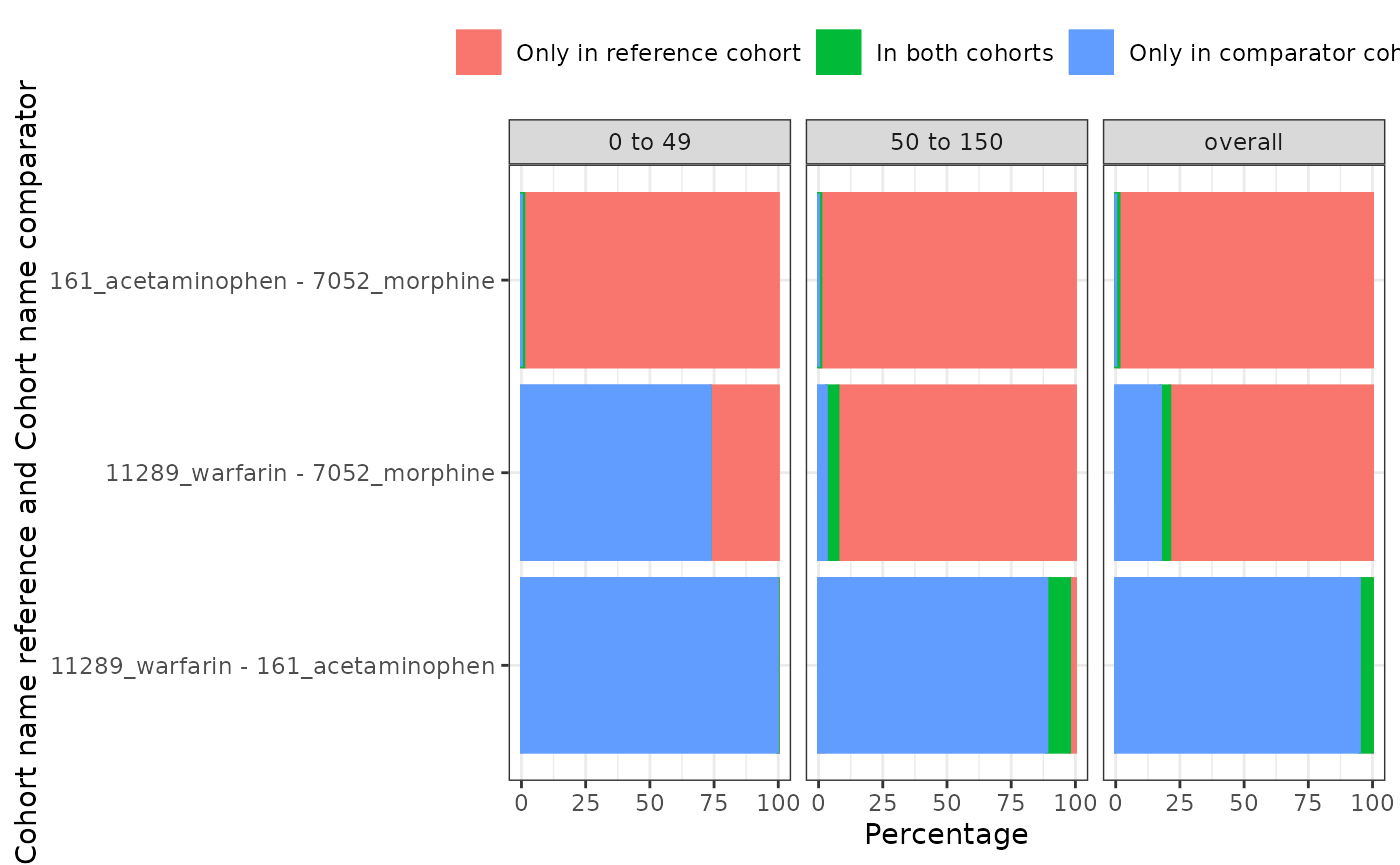 Only in reference cohort In both cohorts Only in comparator coh
0 to 49 50 to 150 overall
Cohort name reference and Cohort name comparator
161_acetaminophen - 7052_morphine
11289_warfarin - 7052_morphine
11289_warfarin - 161_acetaminophen
0 25 50 75 100 0 25 50 75 100 0 25 50 75 100
Percentage